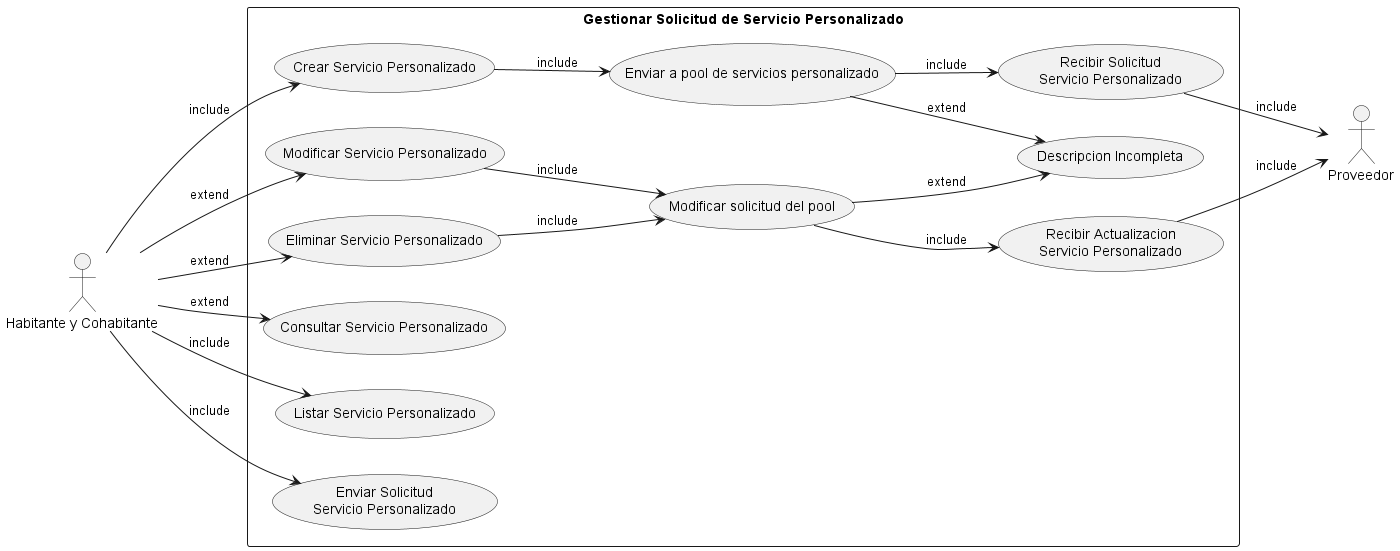 Gestionar Solicitud de Servicio Personalizado
Crear Servicio Personalizado
include
Enviar a pool de servicios personalizado
include
Recibir Solicitud
Servicio Personalizado
include
include
extend
Modificar Servicio Personalizado
Descripcion Incompleta
include
include
Proveedor
extend
extend
Modificar solicitud del pool
include
Eliminar Servicio Personalizado
include
Recibir Actualizacion
Servicio Personalizado
extend
extend
Habitante y Cohabitante
Consultar Servicio Personalizado
include
Listar Servicio Personalizado
include
Enviar Solicitud
Servicio Personalizado